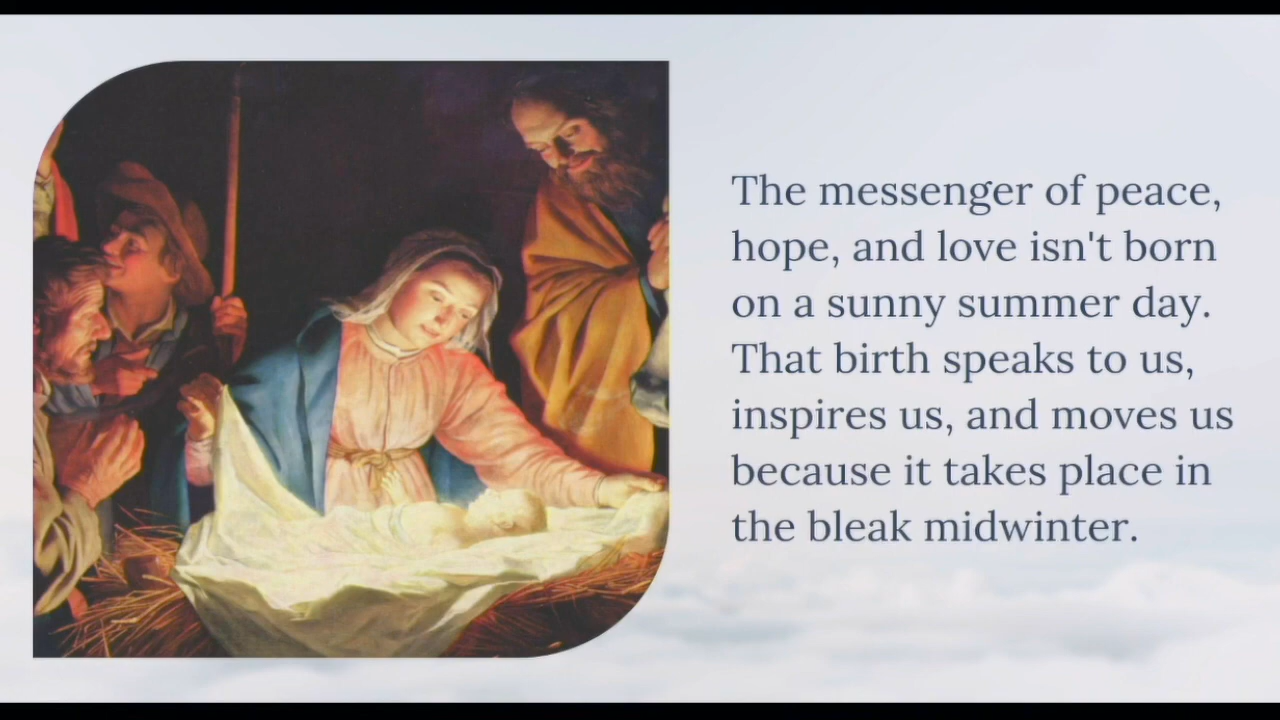 The messenger of peace,
hope, and love isn't born
on a sunny summer day.
That birth speaks to us,
inspires us, and moves us
because it takes place in
the bleak midwinter.